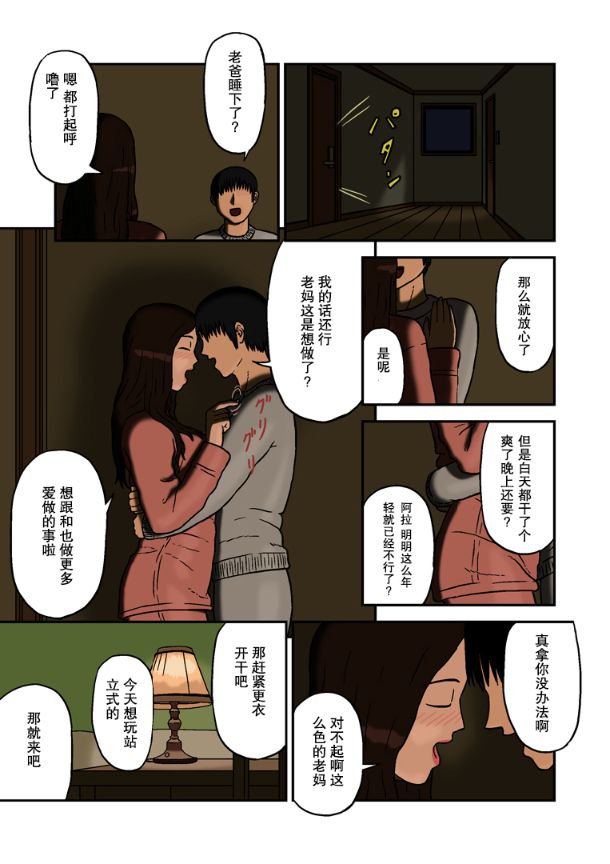 パタン
老爸睡下了？
嗯 都打起呼
噜了
那么就放心了
是呢
我的话还行
老妈这是想做了？
グリグリ
但是白天都干了个
爽了晚上还要？
阿拉 明明这么年
轻就已经不行了？
想跟和也做更多
爱做的事啦
真拿你没办法啊
对不起啊这
么色的老妈
那赶紧更衣
开干吧
今天想玩站
立式的
那就来吧